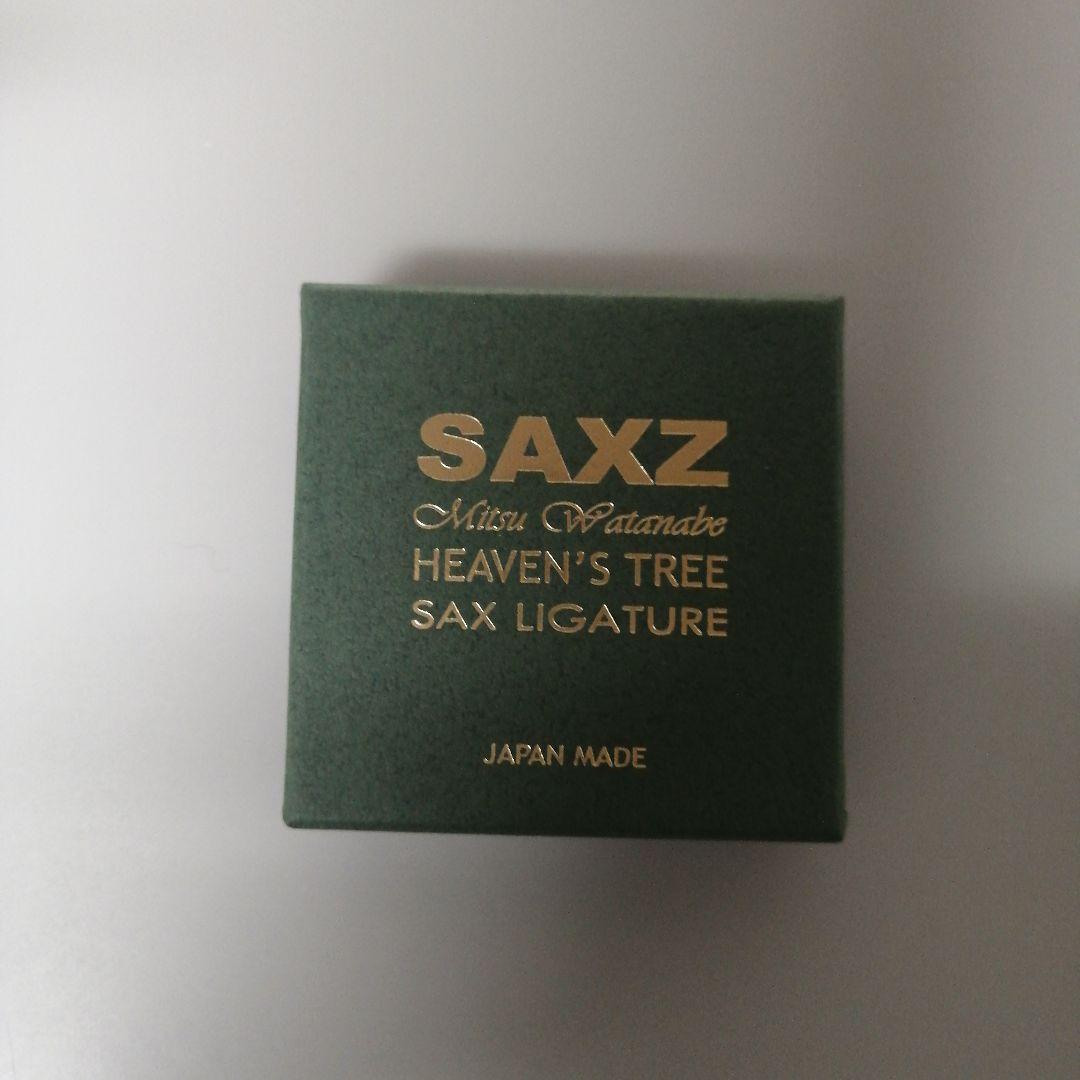 SAXZ
Mitsu Watanabe
HEAVEN'S TREE
SAX LIGATURE
JAPAN MADE